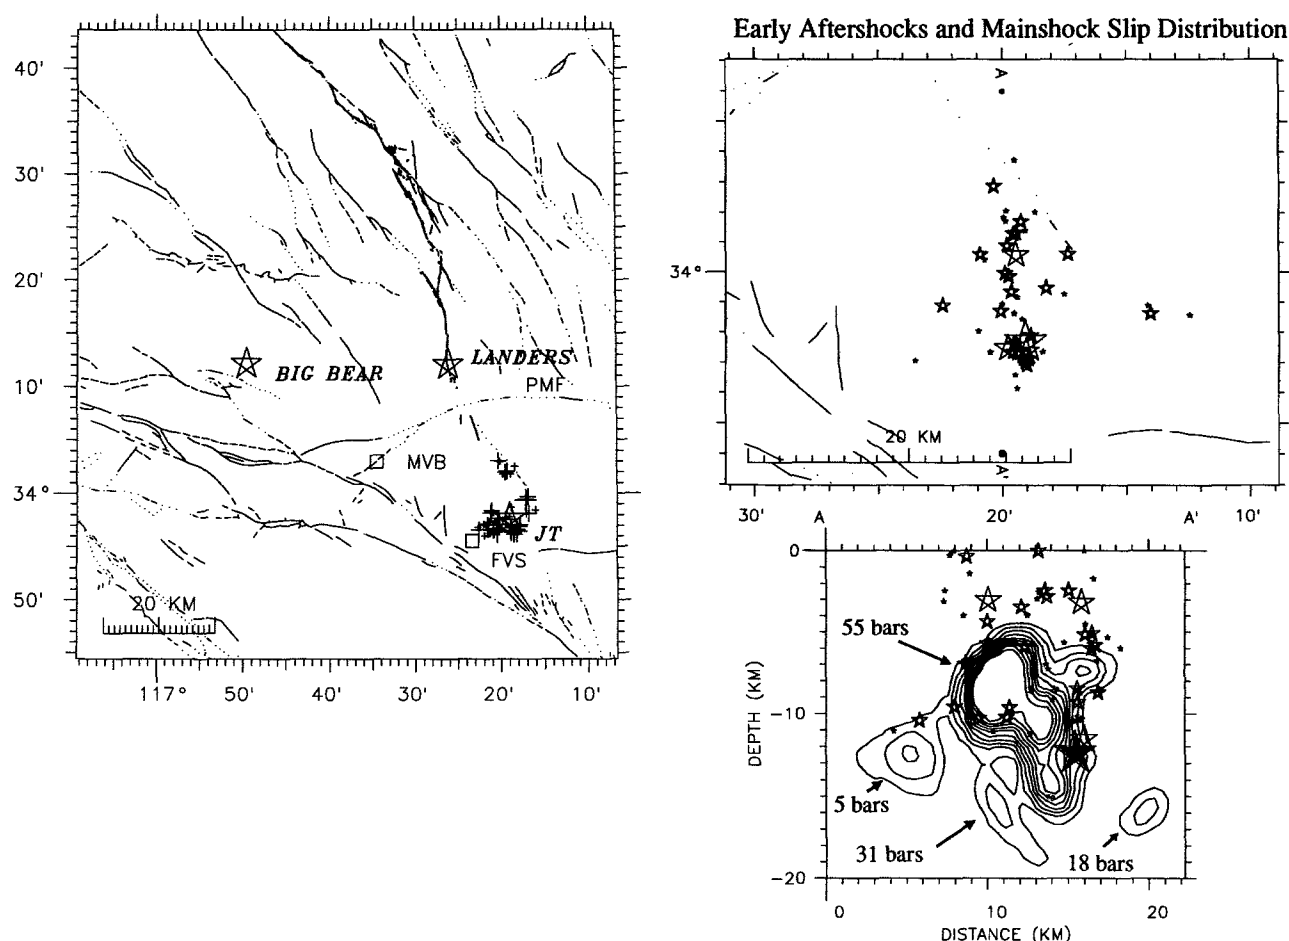 40'
30'
20'
BIG BEAR
LANDERS
10'
PMF
MVB
34°
JT
FVS
50'
20 KM
117°
50'
40'
30'
20'
10'
Early Aftershocks and Mainshock Slip Distribution
A
34°
20 KM
A'
30'
20'
10'
A
A'
0
55 bars
DEPTH (KM)
-10
5 bars
31 bars
18 bars
-20
0
10
20
DISTANCE (KM)